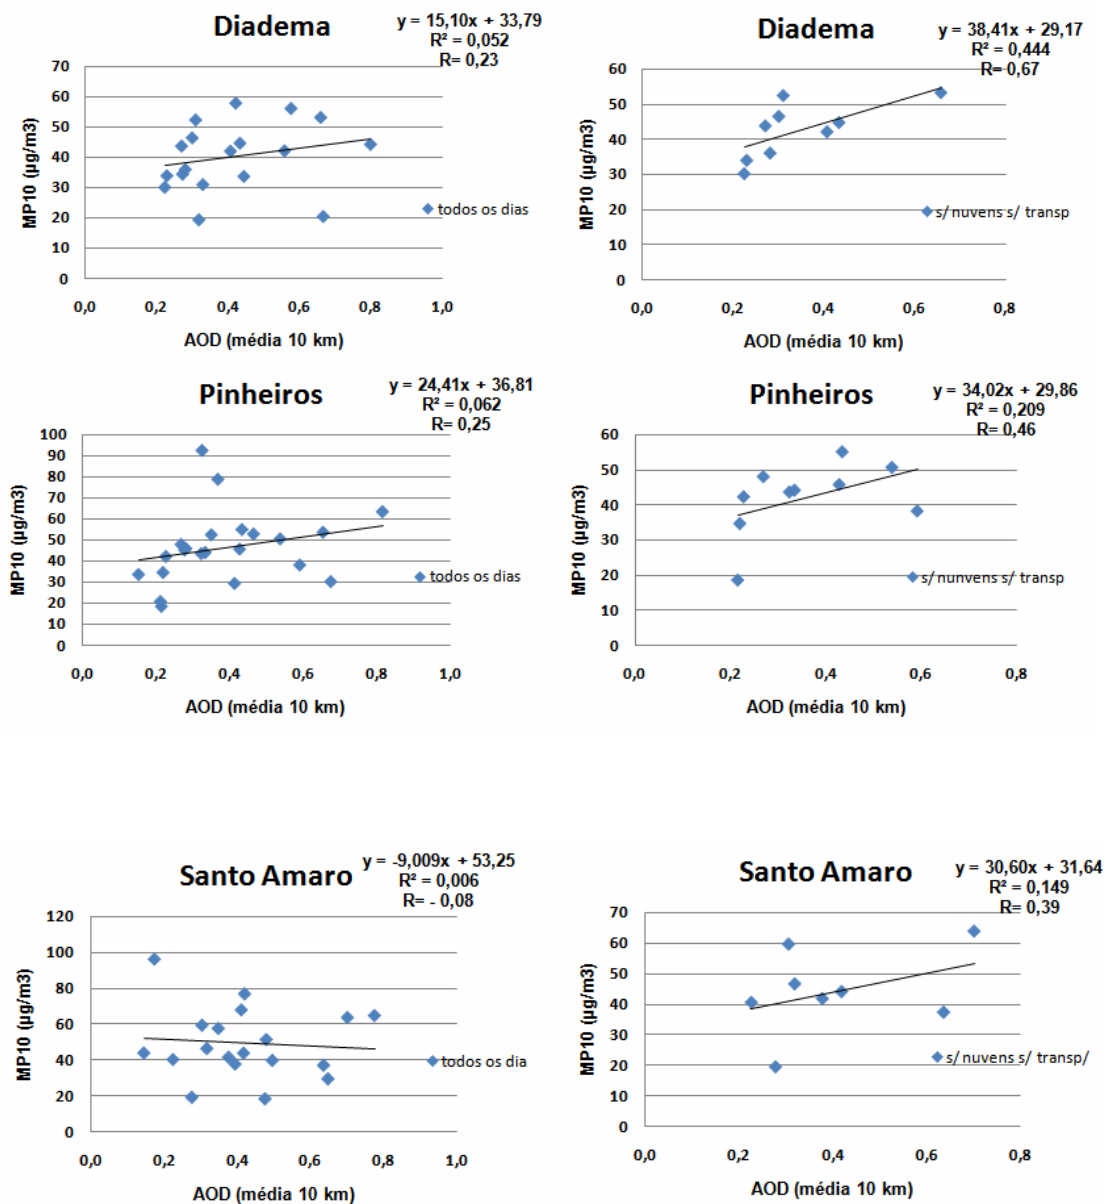 Diadema
y = 15,10x + 33,79
R² = 0,052
R= 0,23
70
60
50
40
30
20
10
0
MP10 (µg/m3)
todos os dias
0,0 0,2 0,4 0,6 0,8 1,0
AOD (média 10 km)
Diadema
y = 38,41x + 29,17
R² = 0,444
R= 0,67
60
50
40
30
20
10
0
MP10 (µg/m3)
s/ nuvens s/ transp
0,0 0,2 0,4 0,6 0,8
AOD (média 10 km)
Pinheiros
y = 24,41x + 36,81
R² = 0,062
R= 0,25
100
90
80
70
60
50
40
30
20
10
0
MP10 (µg/m3)
todos os dias
0,0 0,2 0,4 0,6 0,8 1,0
AOD (média 10 km)
Pinheiros
y = 34,02x + 29,86
R² = 0,209
R= 0,46
60
50
40
30
20
10
0
MP10 (µg/m3)
s/ nunvens s/ transp
0,0 0,2 0,4 0,6 0,8
AOD (média 10 km)
Santo Amaro
y = -9,009x + 53,25
R² = 0,006
R= - 0,08
120
100
80
60
40
20
0
MP10 (µg/m3)
todos os dia
0,0 0,2 0,4 0,6 0,8 1,0
AOD (média 10 km)
Santo Amaro
y = 30,60x + 31,64
R² = 0,149
R= 0,39
70
60
50
40
30
20
10
0
MP10 (µg/m3)
s/ nuvens s/ transp/
0,0 0,2 0,4 0,6 0,8
AOD (média 10 km)